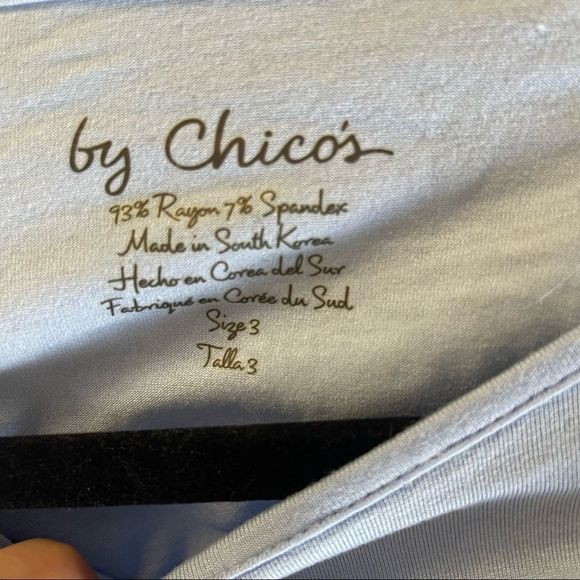 by Chico's
93% Rayon 7% Spandex
Made in South Korea
Hecho en Corea del Sur
Fabriqué en Corée du Sud
Size 3
Talla 3